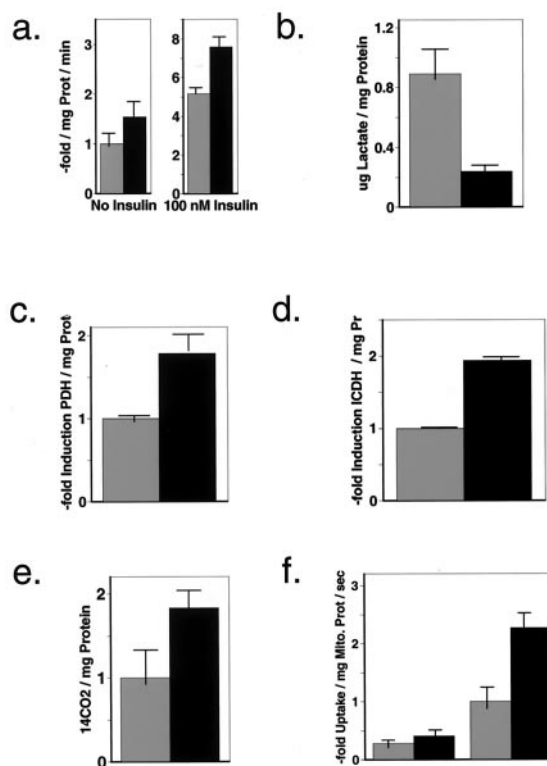 a.
-fold / mg Prot / min
3
2
1
0
No Insulin
8
6
4
2
0
100 nM Insulin
b.
ug Lactate / mg Protein
1.2
0.8
0.4
0
c.
-fold Induction PDH / mg Prot
2
1
0
d.
-fold Induction ICDH / mg Pr
2
1
0
e.
14CO2 / mg Protein
2
1
0
f.
-fold Uptake / mg Mito. Prot / sec
3
2
1
0